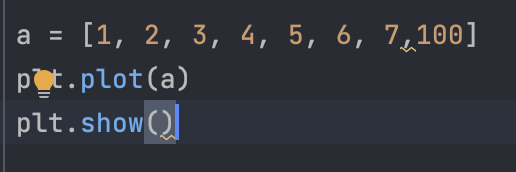 a = [1, 2, 3, 4, 5, 6, 7,100]
plt.plot(a)
plt.show()